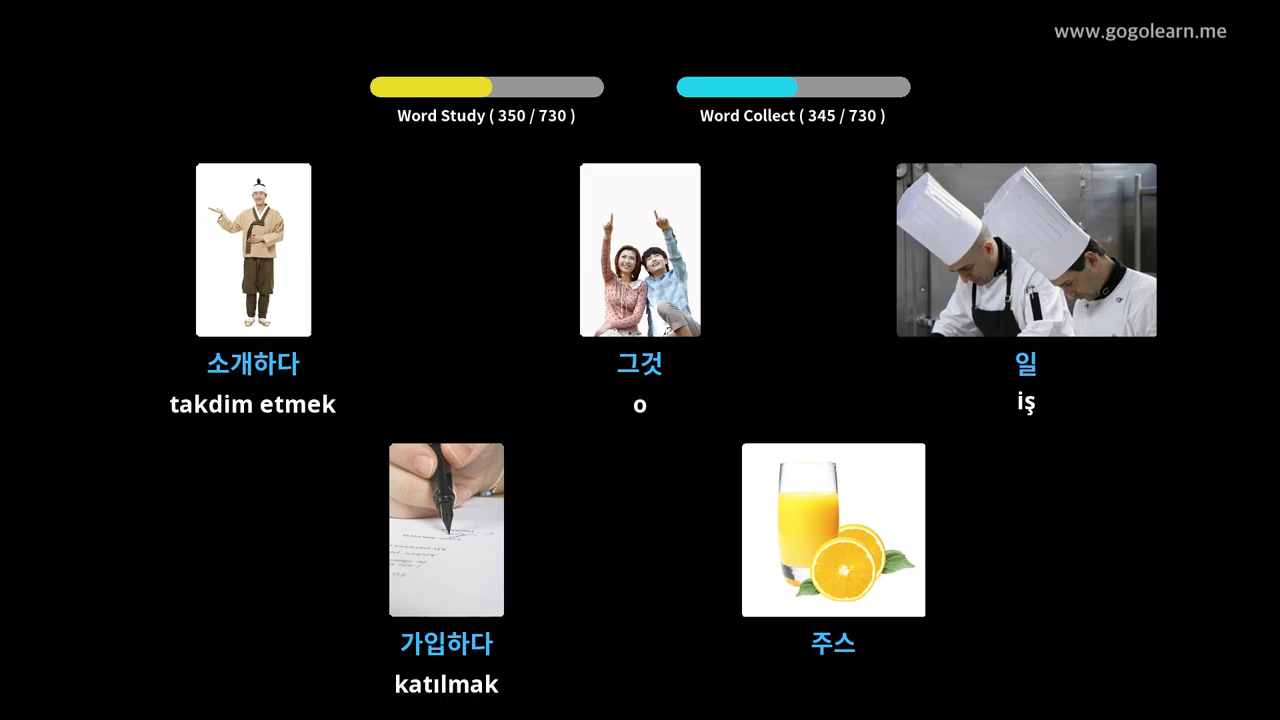 www.gogolearn.me
Word Study ( 350 / 730 )
Word Collect ( 345 / 730 )
소개하다
takdim etmek
그것
o
일
iş
가입하다
katılmak
주스